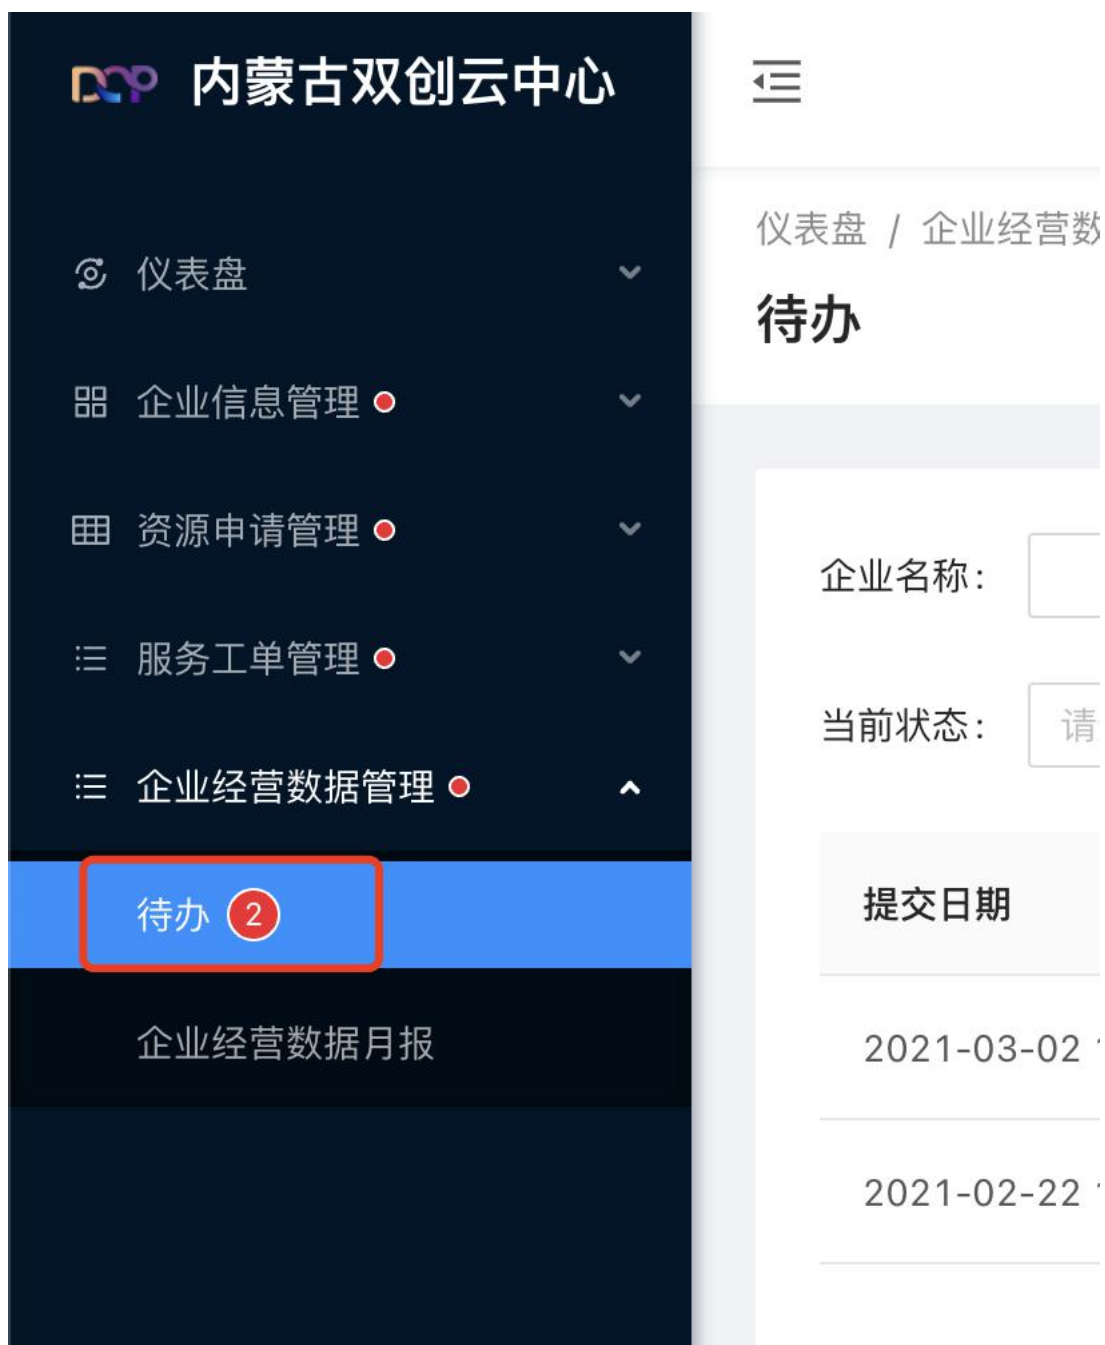 DCP 内蒙古双创云中心
仪表盘
企业信息管理
资源申请管理
服务工单管理
企业经营数据管理
待办 2
企业经营数据月报
仪表盘 / 企业经营数
待办
企业名称：
当前状态： 请
提交日期
2021-03-02
2021-02-22